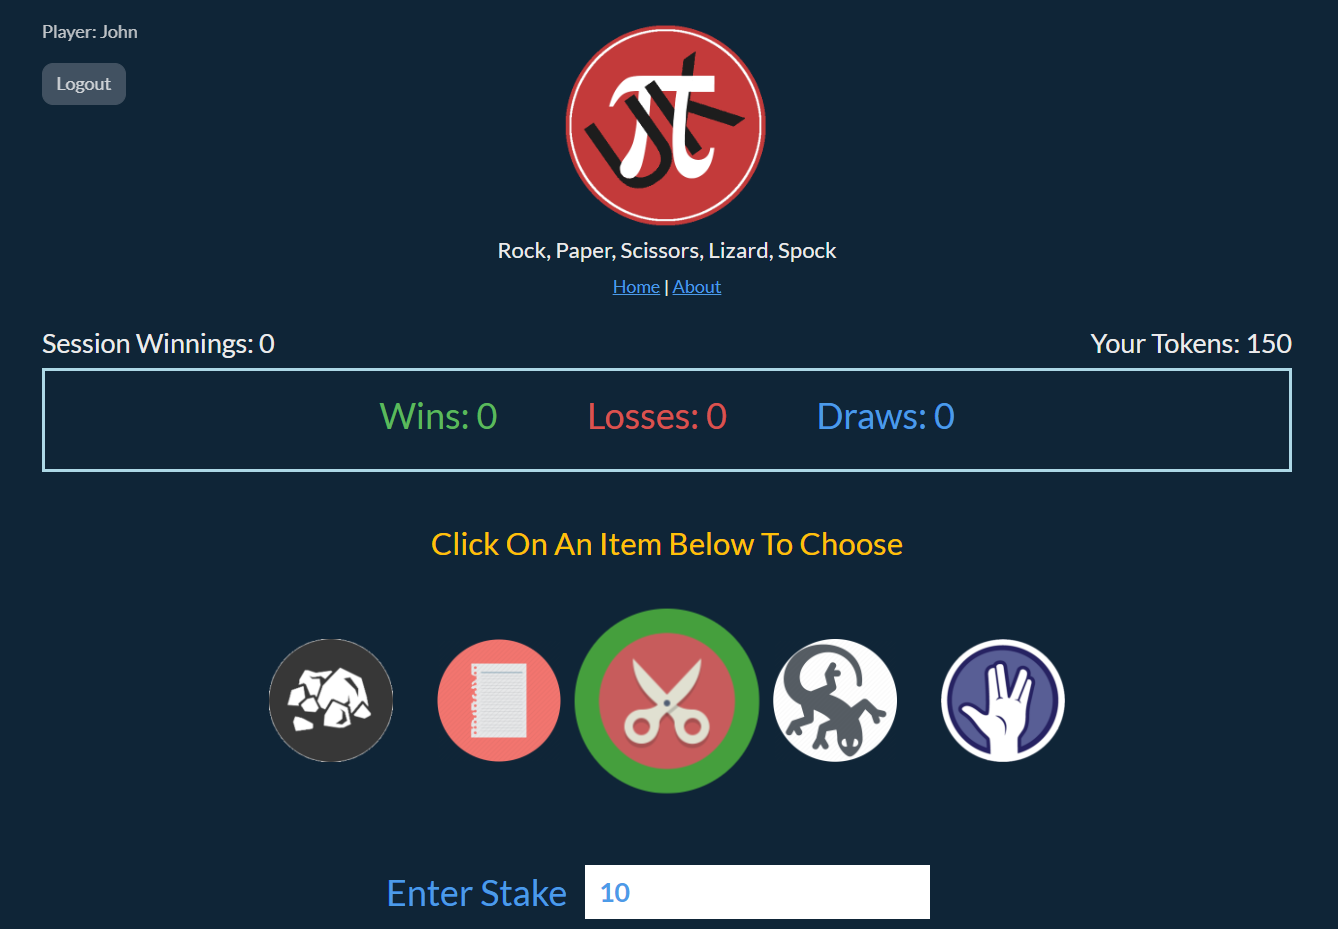 Player: John
Logout
UK
π
Rock, Paper, Scissors, Lizard, Spock
Home | About
Session Winnings: 0
Your Tokens: 150
Wins: 0 Losses: 0 Draws: 0
Click On An Item Below To Choose
Enter Stake 10